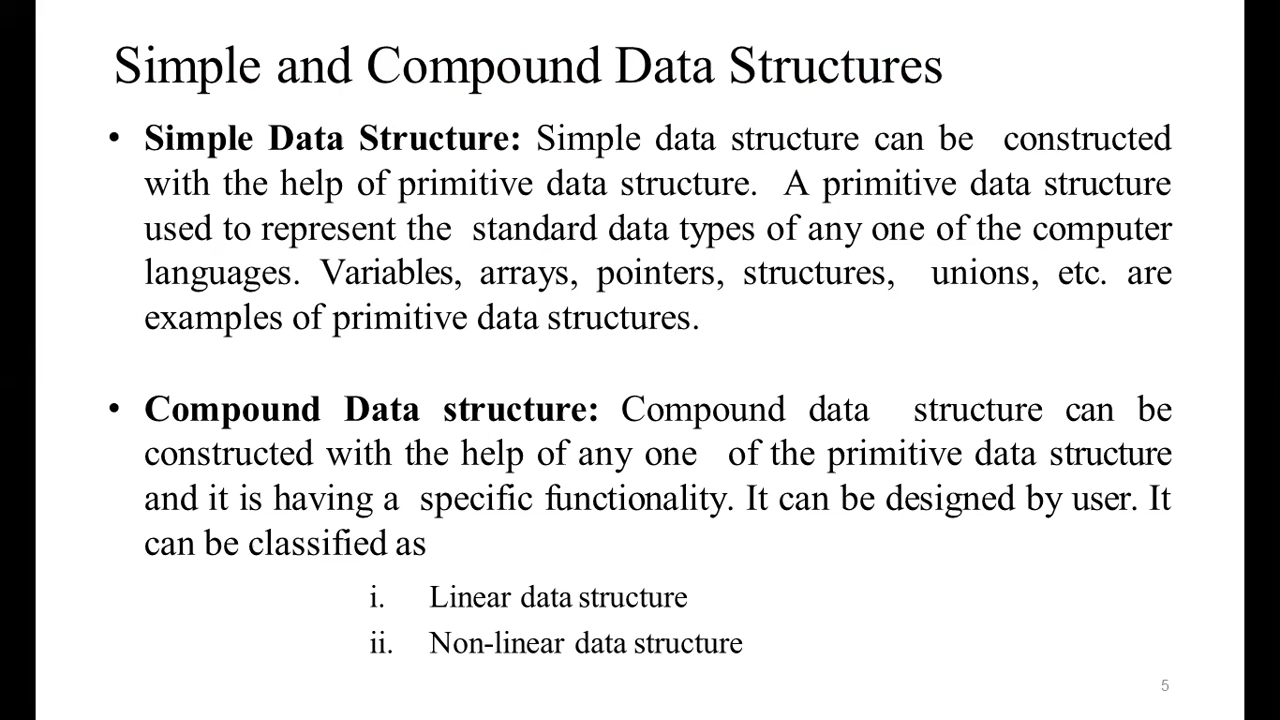 Simple and Compound Data Structures
• Simple Data Structure: Simple data structure can be constructed
with the help of primitive data structure. A primitive data structure
used to represent the standard data types of any one of the computer
languages. Variables, arrays, pointers, structures, unions, etc. are
examples of primitive data structures.
• Compound Data structure: Compound data structure can be
constructed with the help of any one of the primitive data structure
and it is having a specific functionality. It can be designed by user. It
can be classified as
i. Linear data structure
ii. Non-linear data structure
5